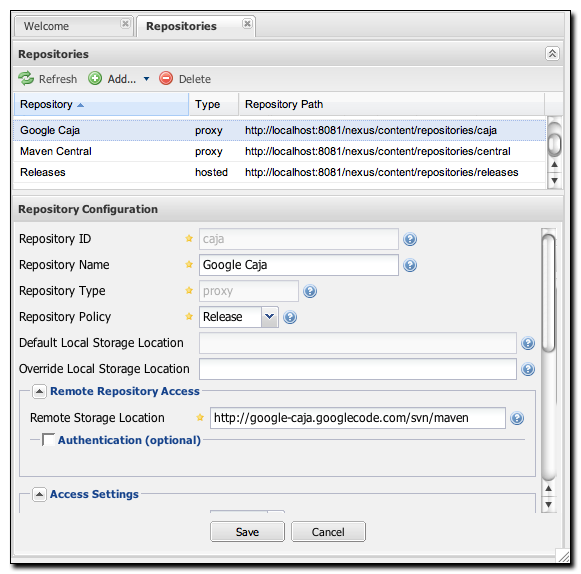 Welcome Repositories
Repositories
Refresh Add... Delete
Repository Type Repository Path
Google Caja proxy http://localhost:8081/nexus/content/repositories/caja
Maven Central proxy http://localhost:8081/nexus/content/repositories/central
Releases hosted http://localhost:8081/nexus/content/repositories/releases
Repository Configuration
Repository ID caja
Repository Name Google Caja
Repository Type proxy
Repository Policy Release
Default Local Storage Location
Override Local Storage Location
Remote Repository Access
Remote Storage Location http://google-caja.googlecode.com/svn/maven
Authentication (optional)
Access Settings
Save Cancel